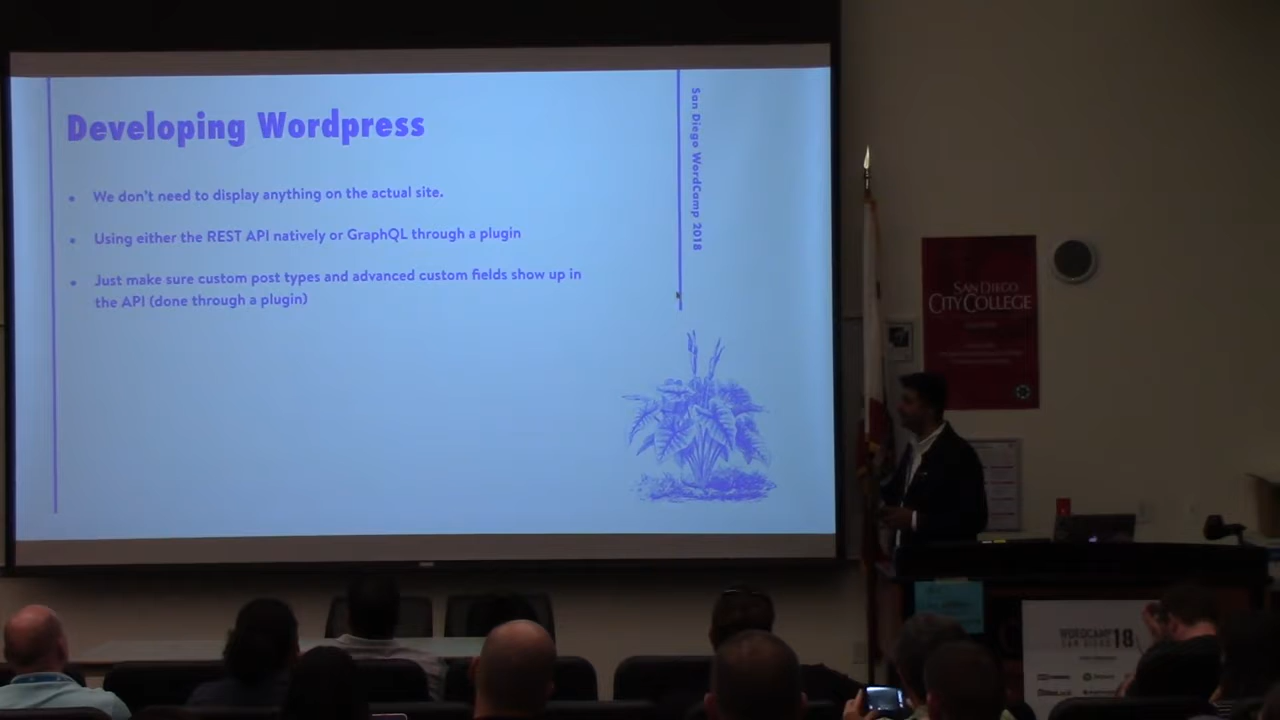 Developing Wordpress
• We don't need to display anything on the actual site.
• Using either the REST API natively or GraphQL through a plugin
• Just make sure custom post types and advanced custom fields show up in
the API (done through a plugin)
San Diego WordCamp 2018
SAN DIEGO
CITY COLLEGE
WORDCAMP
SAN DIEGO
18